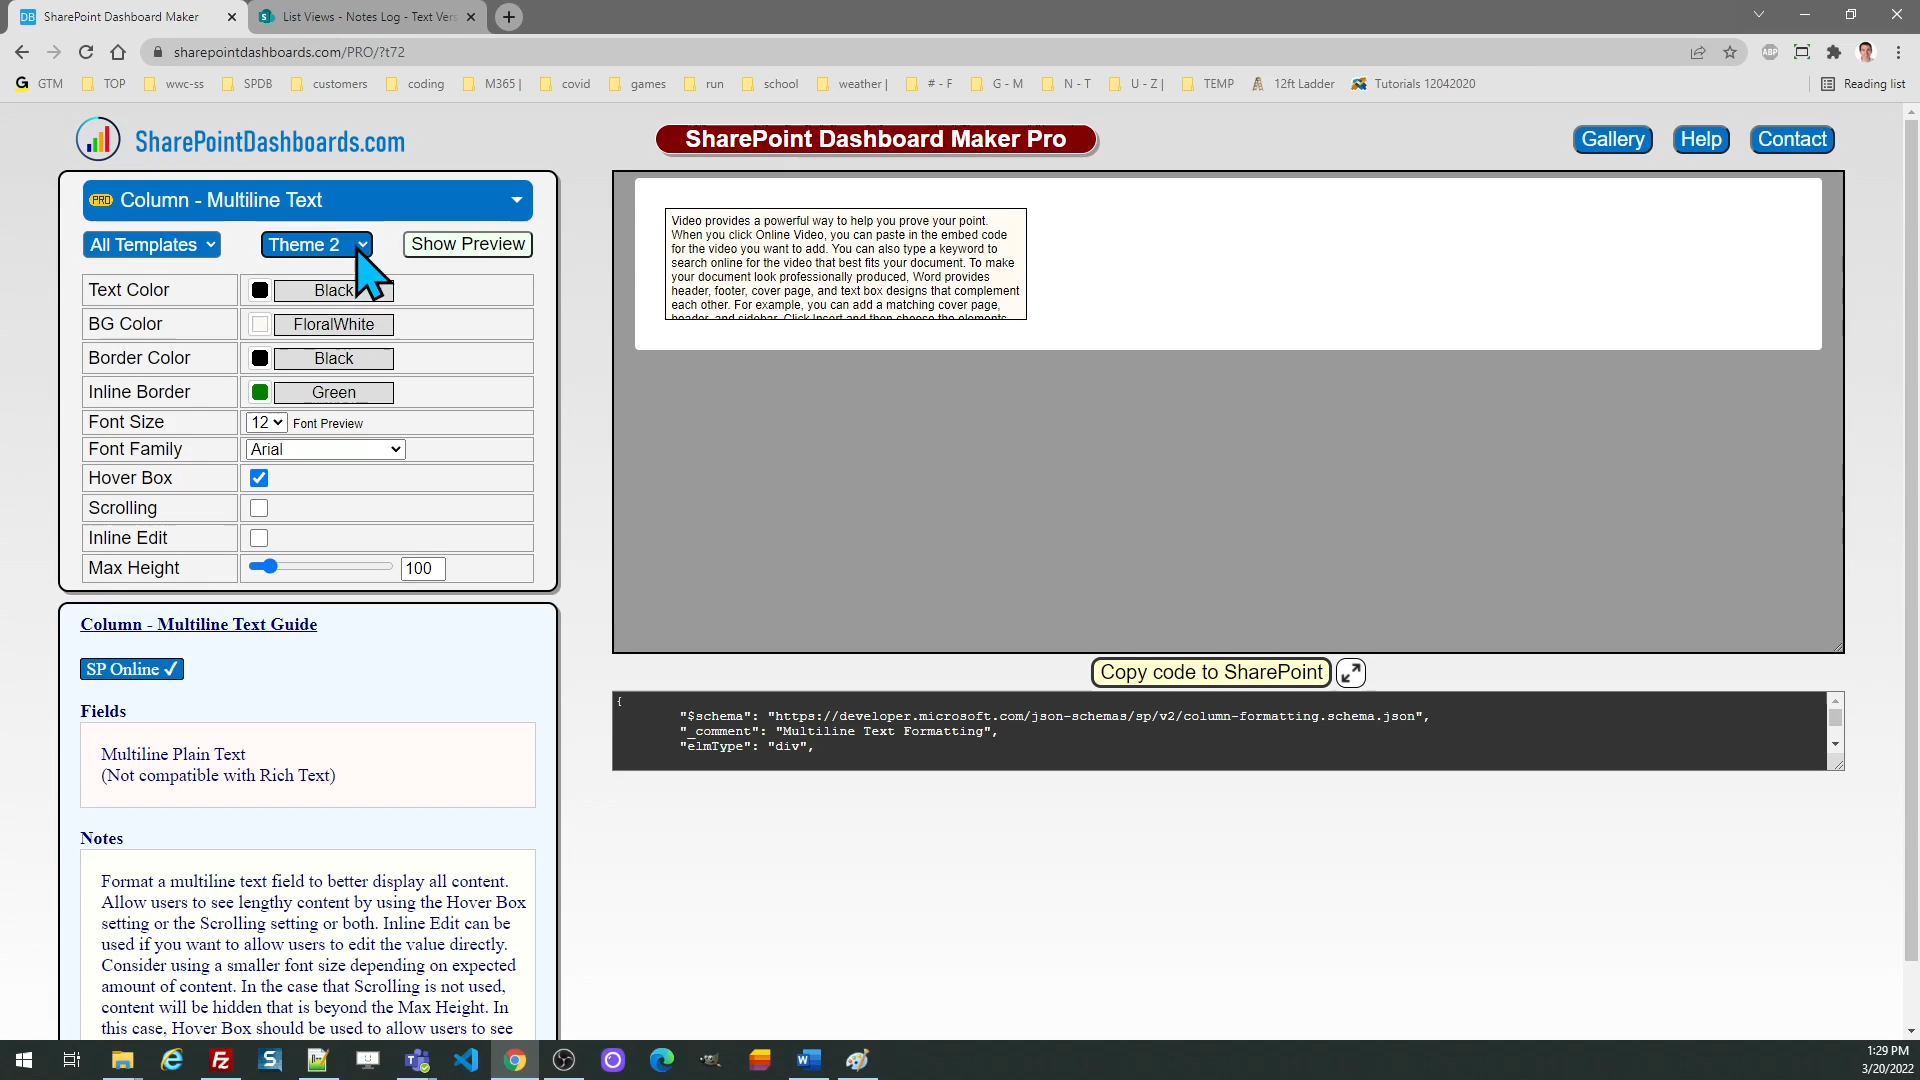 DB SharePoint Dashboard Maker
S List Views - Notes Log - Text Vers
sharepointdashboards.com/PRO/?t72
ABP
G GTM TOP wwc-ss SPDB customers coding M365 | covid games run school weather | # - F G - M N - T U - Z | TEMP 12ft Ladder Tutorials 12042020 Reading list
SharePointDashboards.com
SharePoint Dashboard Maker Pro
Gallery Help Contact
PRO Column - Multiline Text
All Templates Theme 2 Show Preview
Text Color Black
BG Color FloralWhite
Border Color Black
Inline Border Green
Font Size 12 Font Preview
Font Family Arial
Hover Box
Scrolling
Inline Edit
Max Height 100
Video provides a powerful way to help you prove your point.
When you click Online Video, you can paste in the embed code
for the video you want to add. You can also type a keyword to
search online for the video that best fits your document. To make
your document look professionally produced, Word provides
header, footer, cover page, and text box designs that complement
each other. For example, you can add a matching cover page,
header, and sidebar. Click Insert and then choose the elements
Copy code to SharePoint
{
"$schema": "https://developer.microsoft.com/json-schemas/sp/v2/column-formatting.schema.json",
"_comment": "Multiline Text Formatting",
"elmType": "div",
Column - Multiline Text Guide
SP Online ✓
Fields
Multiline Plain Text
(Not compatible with Rich Text)
Notes
Format a multiline text field to better display all content.
Allow users to see lengthy content by using the Hover Box
setting or the Scrolling setting or both. Inline Edit can be
used if you want to allow users to edit the value directly.
Consider using a smaller font size depending on expected
amount of content. In the case that Scrolling is not used,
content will be hidden that is beyond the Max Height. In
this case, Hover Box should be used to allow users to see
1:29 PM
3/20/2022